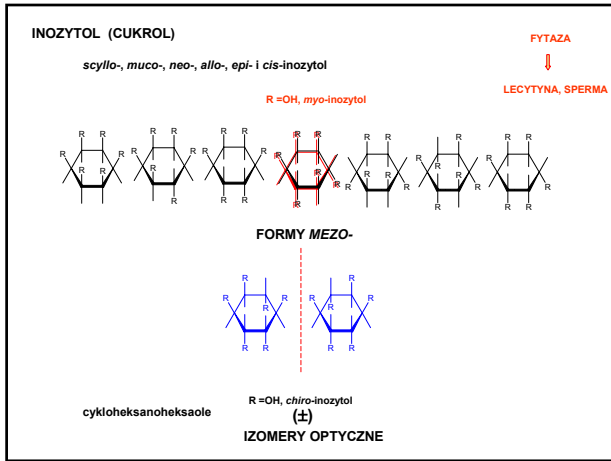 INOZYTOL (CUKROL)
FYTAZA
scyllo-, muco-, neo-, allo-, epi- i cis-inozytol
LECYTYNA, SPERMA
R =OH, myo-inozytol
FORMY MEZO-
R =OH, chiro-inozytol
cykloheksanoheksaole
(±)
IZOMERY OPTYCZNE